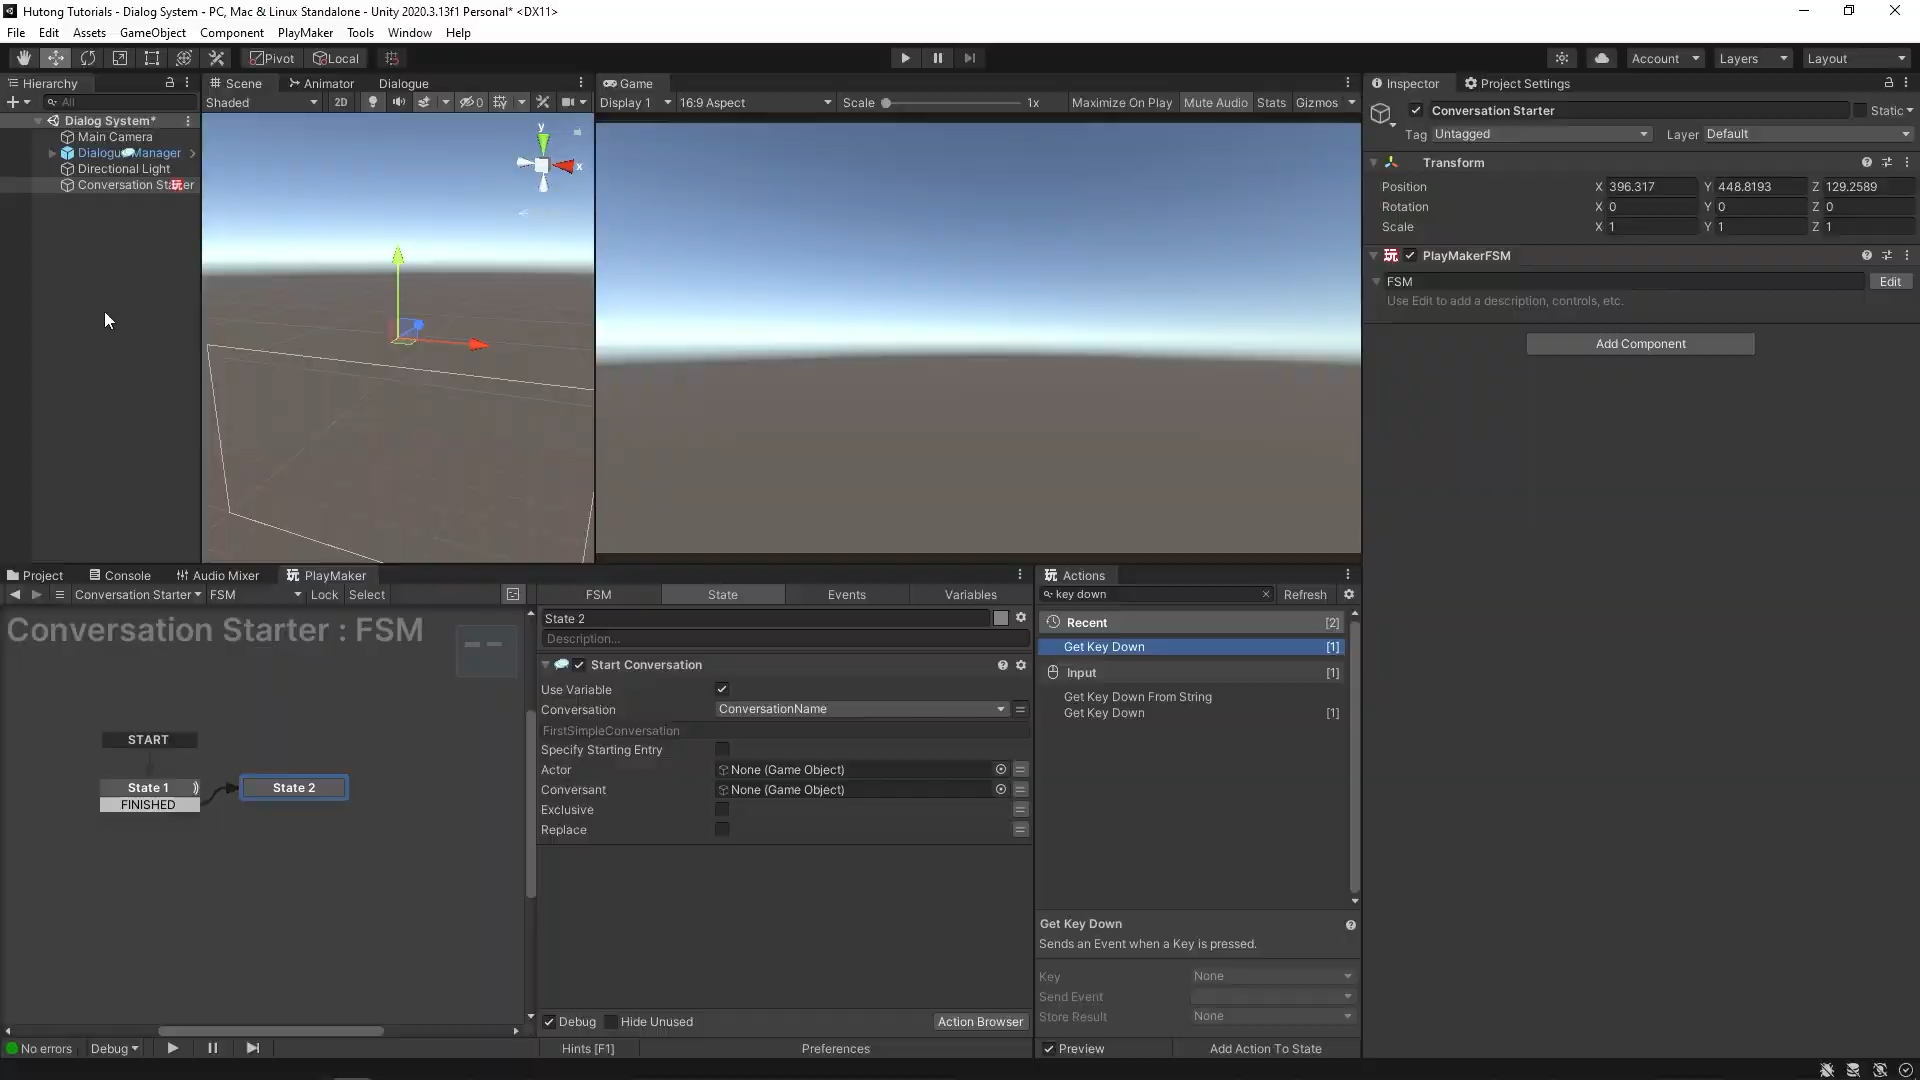 Hutong Tutorials - Dialog System - PC, Mac & Linux Standalone - Unity 2020.3.13f1 Personal* <DX11>
File Edit Assets GameObject Component PlayMaker Tools Window Help
Pivot Local Account Layers Layout
Hierarchy
All
Dialog System*
Main Camera
Directional Light
Scene Animator Dialogue
Shaded 2D 0
y
x
Game
Display 1 16:9 Aspect Scale 1x Maximize On Play Mute Audio Stats Gizmos
Inspector Project Settings
Conversation Starter Static
Tag Untagged Layer Default
Transform
Position X 396.317 Y 448.8193 Z 129.2589
Rotation X 0 Y 0 Z 0
Scale X 1 Y 1 Z 1
玩 PlayMakerFSM
FSM Edit
Use Edit to add a description, controls, etc.
Add Component
Project Console Audio Mixer 玩 PlayMaker
Conversation Starter FSM Lock Select
Conversation Starter : FSM
START
State 1
FINISHED
State 2
No errors Debug
FSM State Events Variables
State 2
Description...
Start Conversation
Use Variable
Conversation ConversationName
FirstSimpleConversation
Specify Starting Entry
Actor None (Game Object)
Conversant None (Game Object)
Exclusive
Replace
Debug Hide Unused Action Browser
Hints [F1] Preferences
玩 Actions
key down Refresh
Recent [2]
Get Key Down [1]
Input [1]
Get Key Down From String
Get Key Down [1]
Get Key Down
Sends an Event when a Key is pressed.
Key None
Send Event
Store Result None
Preview Add Action To State